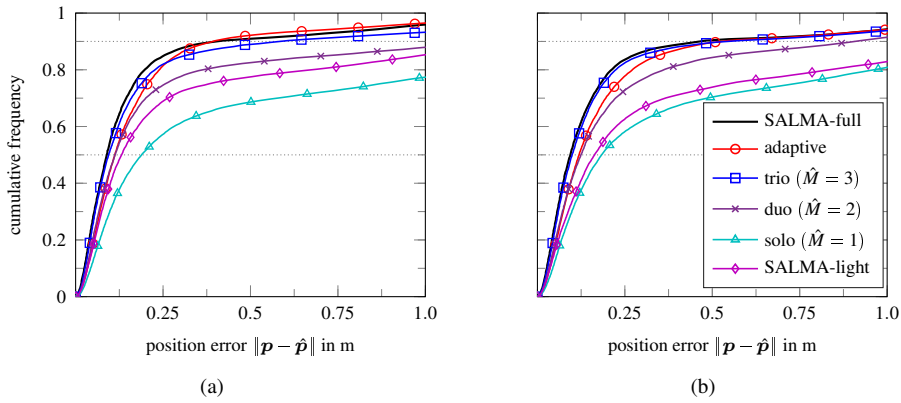 1
0.8
0.6
0.4
0.2
0
cumulative frequency
0.25
0.5
0.75
1.0
position error ‖p − p̂‖ in m
(a)
SALMA-full
adaptive
trio (M̂ = 3)
duo (M̂ = 2)
solo (M̂ = 1)
SALMA-light
0.25
0.5
0.75
1.0
position error ‖p − p̂‖ in m
(b)